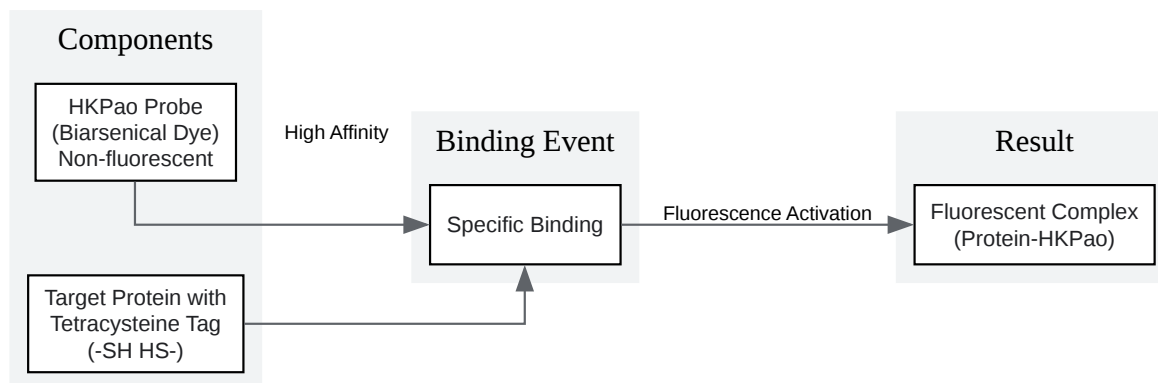 Components
HKPao Probe
(Biarsenical Dye)
Non-fluorescent
Target Protein with
Tetracysteine Tag
(-SH HS-)
High Affinity
Binding Event
Specific Binding
Fluorescence Activation
Result
Fluorescent Complex
(Protein-HKPao)